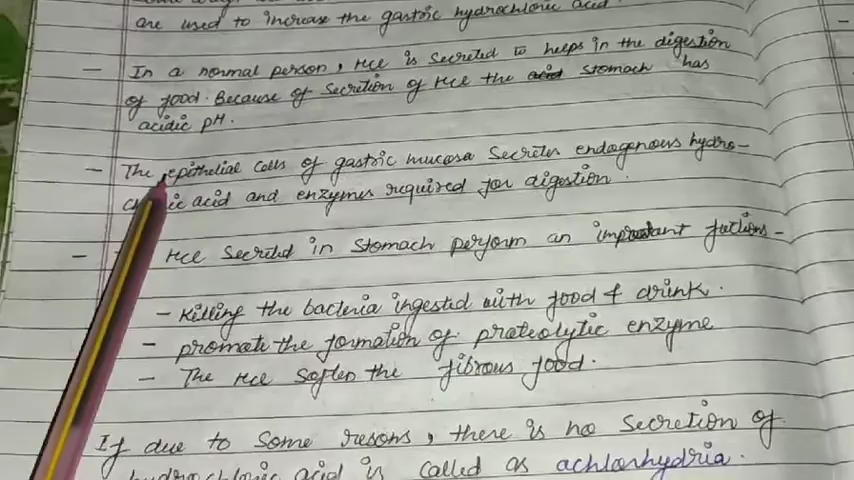 are used to increase the gastric hydrochloric acid
— In a normal person, HCl is secreted to helps in the digestion
of food. Because of secretion of HCl the stomach has
acidic pH.
— The epithelial cells of gastric mucosa secretes endogenous hydro-
ic acid and enzymes required for digestion.
— HCl secreted in stomach perform an important fuctions-
— Killing the bacteria ingested with food & drink.
— promote the formation of proteolytic enzyme
— The HCl soften the fibrous food.
If due to some resons, there is no secretion of
hydrochloric acid is called as achlorhydria.